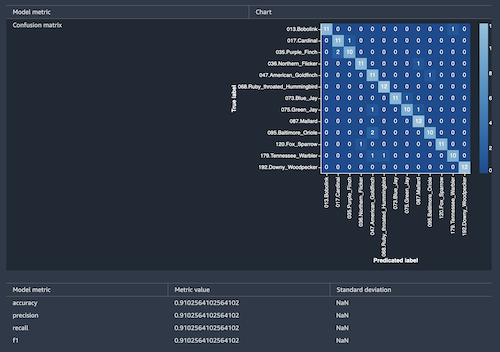 Model metric Chart
Confusion matrix
True label
013.Bobolink 11 0 0 0 0 0 0 0 0 0 0 1 0
017.Cardinal 0 11 1 0 0 0 0 0 0 0 0 0 0
035.Purple_Finch 0 2 10 0 0 0 0 0 0 0 0 0 0
036.Northern_Flicker 0 0 0 11 0 0 0 0 1 0 0 0 0
047.American_Goldfinch 0 0 0 0 11 0 0 0 0 1 0 0 0
068.Ruby_throated_Hummingbird 0 0 0 0 0 12 0 0 0 0 0 0 0
073.Blue_Jay 0 0 0 0 0 0 11 1 0 0 0 0 0
075.Green_Jay 0 0 0 0 1 0 0 10 1 0 0 0 0
087.Mallard 0 0 0 0 0 0 0 0 12 0 0 0 0
095.Baltimore_Oriole 0 0 0 0 2 0 0 0 0 10 0 0 0
120.Fox_Sparrow 0 0 0 1 0 0 0 0 0 0 11 0 0
179.Tennessee_Warbler 0 0 0 0 1 1 0 0 0 0 0 10 0
192.Downy_Woodpecker 0 0 0 0 0 0 0 0 0 0 0 0 12
013.Bobolink
017.Cardinal
035.Purple_Finch
036.Northern_Flicker
047.American_Goldfinch
068.Ruby_throated_Hummingbird
073.Blue_Jay
075.Green_Jay
087.Mallard
095.Baltimore_Oriole
120.Fox_Sparrow
179.Tennessee_Warbler
192.Downy_Woodpecker
Predicated label
Model metric Metric value Standard deviation
accuracy 0.9102564102564102 NaN
precision 0.9102564102564102 NaN
recall 0.9102564102564102 NaN
f1 0.9102564102564102 NaN